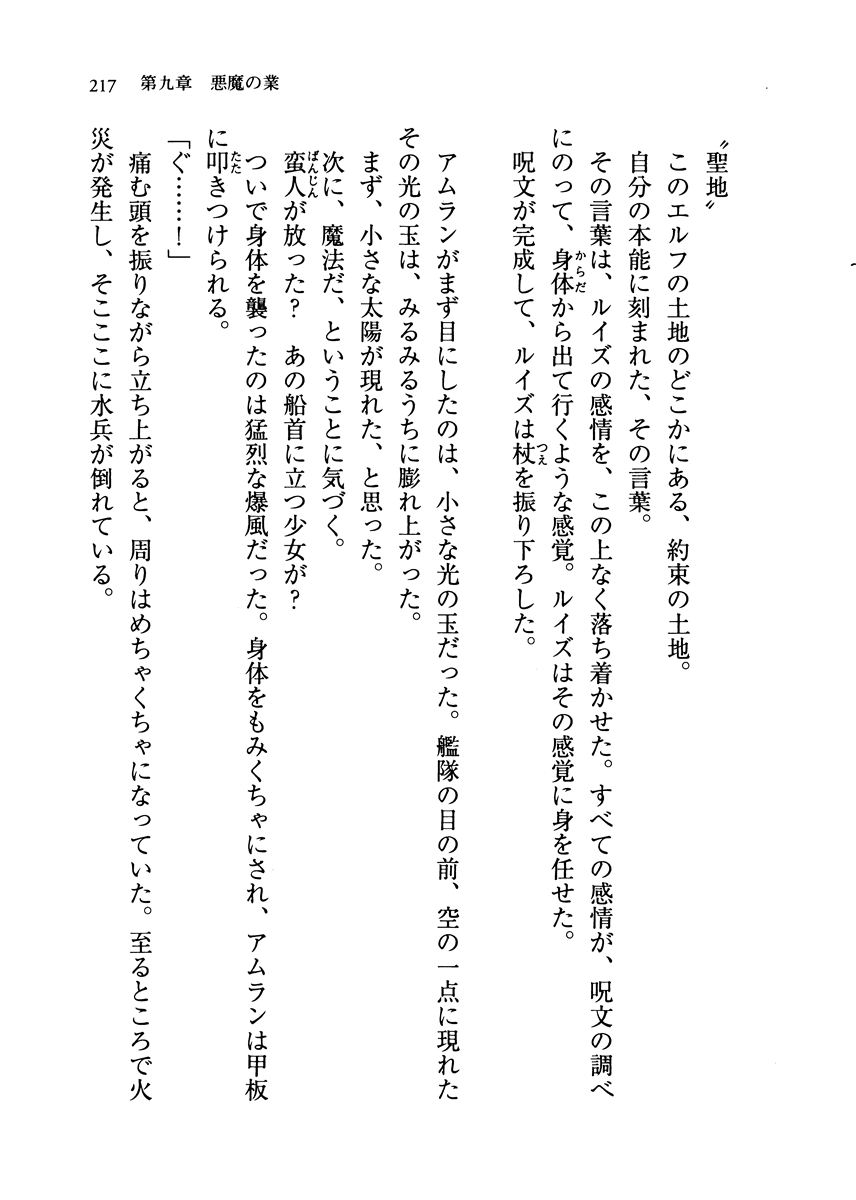 217 第九章 悪魔の業
〝聖地〟
このエルフの土地のどこかにある、約束の土地。
自分の本能に刻まれた、その言葉。
その言葉は、ルイズの感情を、この上なく落ち着かせた。すべての感情が、呪文の調べ
にのって、身体から出て行くような感覚。ルイズはその感覚に身を任せた。
呪文が完成して、ルイズは杖を振り下ろした。
アムランがまず目にしたのは、小さな光の玉だった。艦隊の目の前、空の一点に現れた
その光の玉は、みるみるうちに膨れ上がった。
まず、小さな太陽が現れた、と思った。
次に、魔法だ、ということに気づく。
蛮人が放った? あの船首に立つ少女が?
ついで身体を襲ったのは猛烈な爆風だった。身体をもみくちゃにされ、アムランは甲板
に叩きつけられる。
「ぐ……!」
痛む頭を振りながら立ち上がると、周りはめちゃくちゃになっていた。至るところで火
災が発生し、そこここに水兵が倒れている。